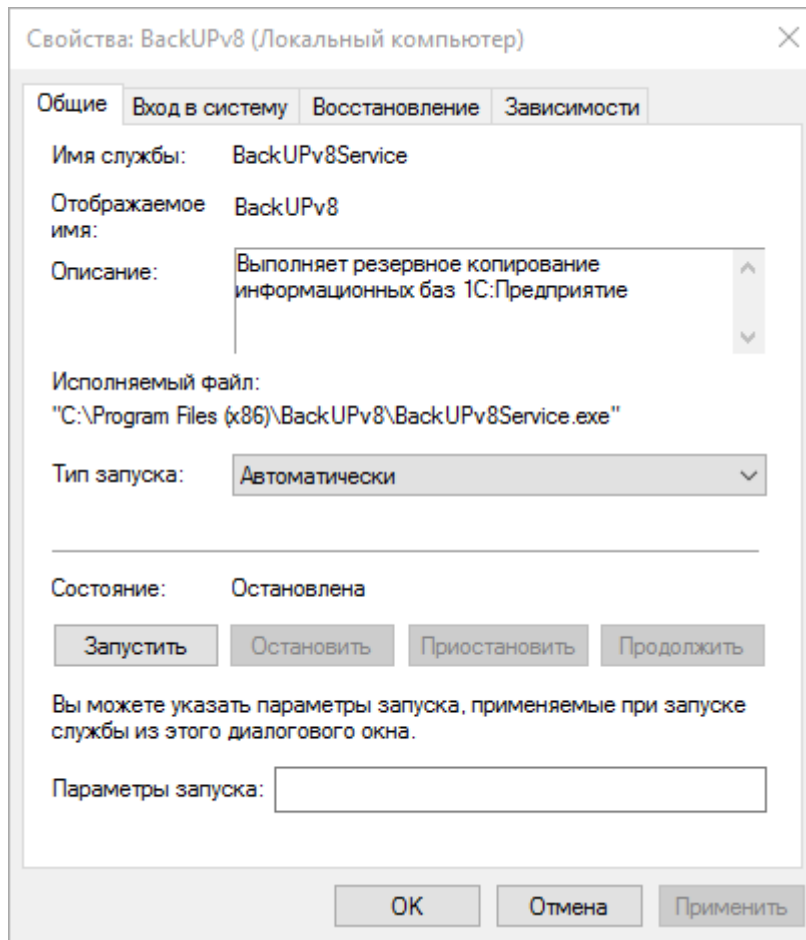 Свойства: BackUPv8 (Локальный компьютер)
Общие Вход в систему Восстановление Зависимости
Имя службы: BackUPv8Service
Отображаемое имя: BackUPv8
Описание: Выполняет резервное копирование
информационных баз 1С:Предприятие
Исполняемый файл:
"C:\Program Files (x86)\BackUPv8\BackUPv8Service.exe"
Тип запуска: Автоматически
Состояние: Остановлена
Запустить Остановить Приостановить Продолжить
Вы можете указать параметры запуска, применяемые при запуске
службы из этого диалогового окна.
Параметры запуска:
OK Отмена Применить